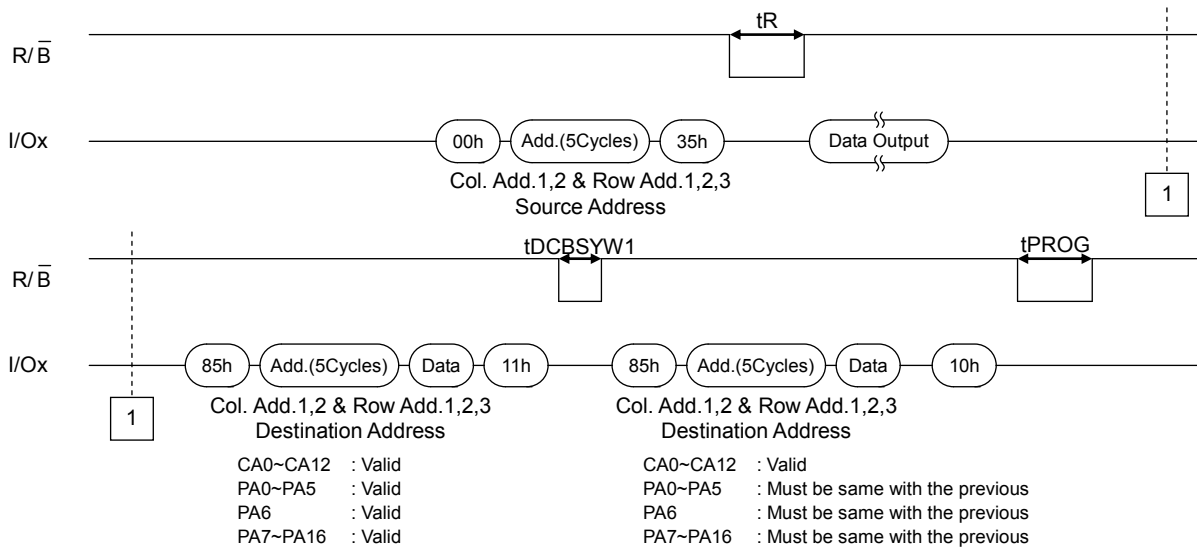 tR
R/B̅
I/Ox
00h Add.(5Cycles) 35h Data Output
Col. Add.1,2 & Row Add.1,2,3
Source Address
1
tDCBSYW1 tPROG
R/B̅
I/Ox
85h Add.(5Cycles) Data 11h 85h Add.(5Cycles) Data 10h
1
Col. Add.1,2 & Row Add.1,2,3
Destination Address
CA0~CA12 : Valid
PA0~PA5 : Valid
PA6 : Valid
PA7~PA16 : Valid
Col. Add.1,2 & Row Add.1,2,3
Destination Address
CA0~CA12 : Valid
PA0~PA5 : Must be same with the previous
PA6 : Must be same with the previous
PA7~PA16 : Must be same with the previous